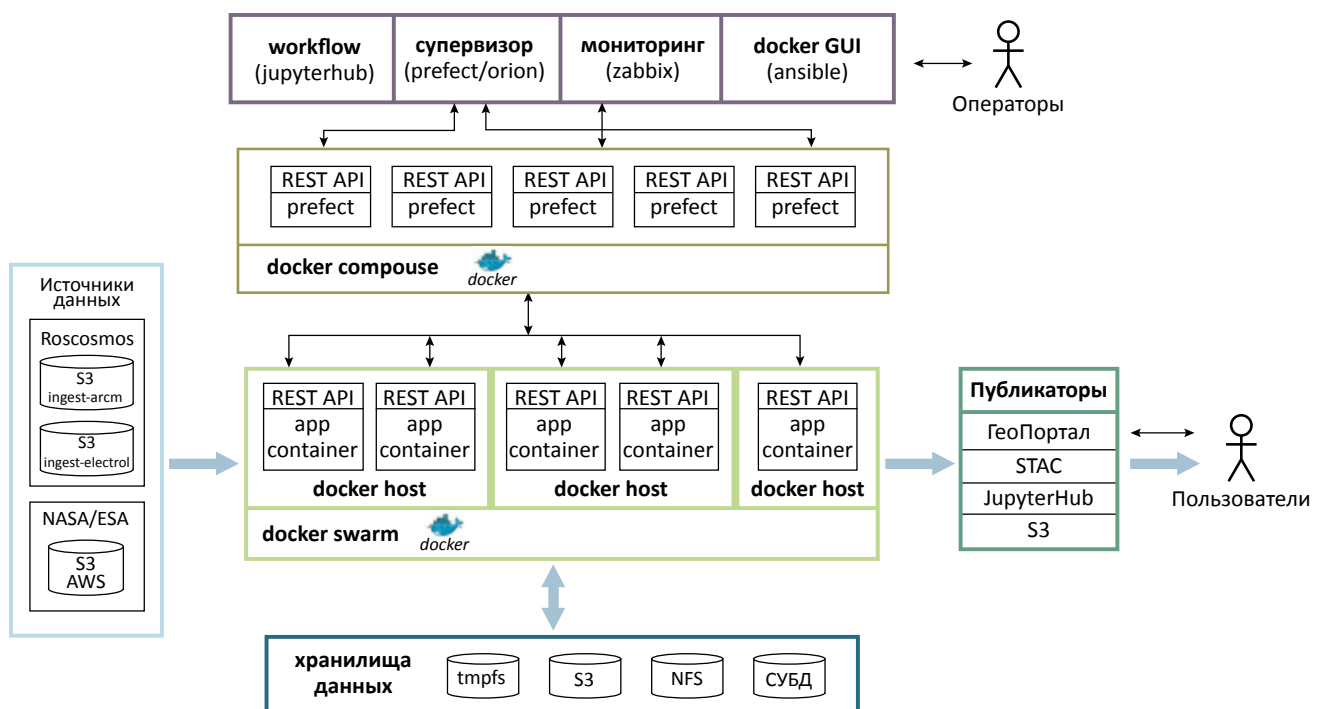 workflow
(jupyterhub)
супервизор
(prefect/orion)
мониторинг
(zabbix)
docker GUI
(ansible)
Операторы
REST API
prefect
REST API
prefect
REST API
prefect
REST API
prefect
REST API
prefect
docker compouse
docker
Источники
данных
Roscosmos
S3
ingest-arcm
S3
ingest-electrol
NASA/ESA
S3
AWS
REST API
app
container
REST API
app
container
docker host
REST API
app
container
REST API
app
container
docker host
REST API
app
container
docker host
docker swarm
docker
Публикаторы
ГеоПортал
STAC
JupyterHub
S3
Пользователи
хранилища
данных
tmpfs
S3
NFS
СУБД